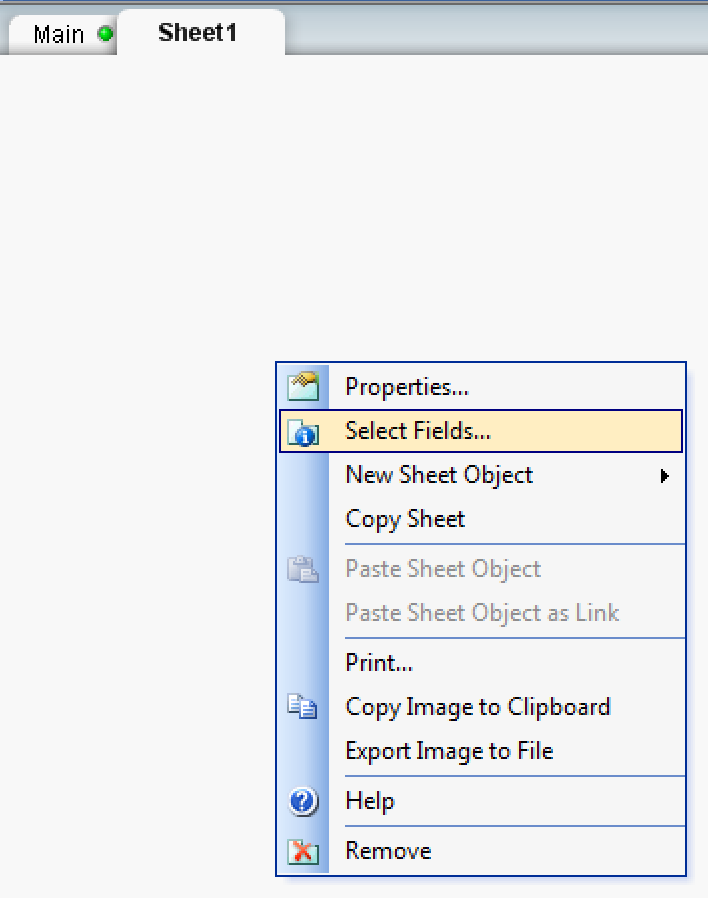 Main
Sheet1
Properties...
Select Fields...
New Sheet Object
Copy Sheet
Paste Sheet Object
Paste Sheet Object as Link
Print...
Copy Image to Clipboard
Export Image to File
Help
Remove